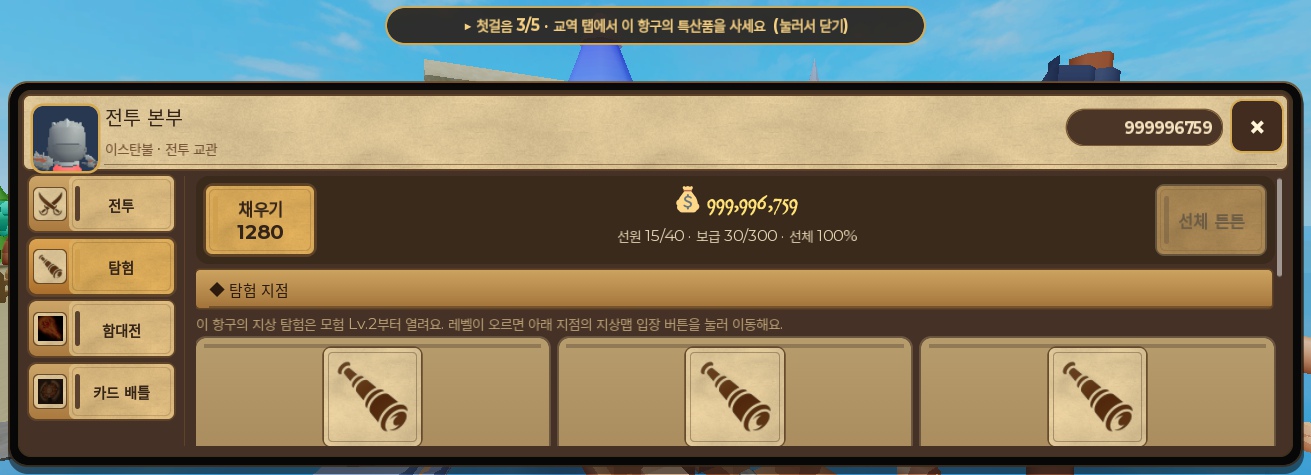 ▸ 첫걸음 3/5 · 교역 탭에서 이 항구의 특산품을 사세요 (눌러서 닫기)
전투 본부
이스탄불 · 전투 교관
999996759
×
전투
탐험
함대전
카드 배틀
채우기
1280
$ 999,996,759
선원 15/40 · 보급 30/300 · 선체 100%
선체 튼튼
◆ 탐험 지점
이 항구의 지상 탐험은 모험 Lv.2부터 열려요. 레벨이 오르면 아래 지점의 지상맵 입장 버튼을 눌러 이동해요.